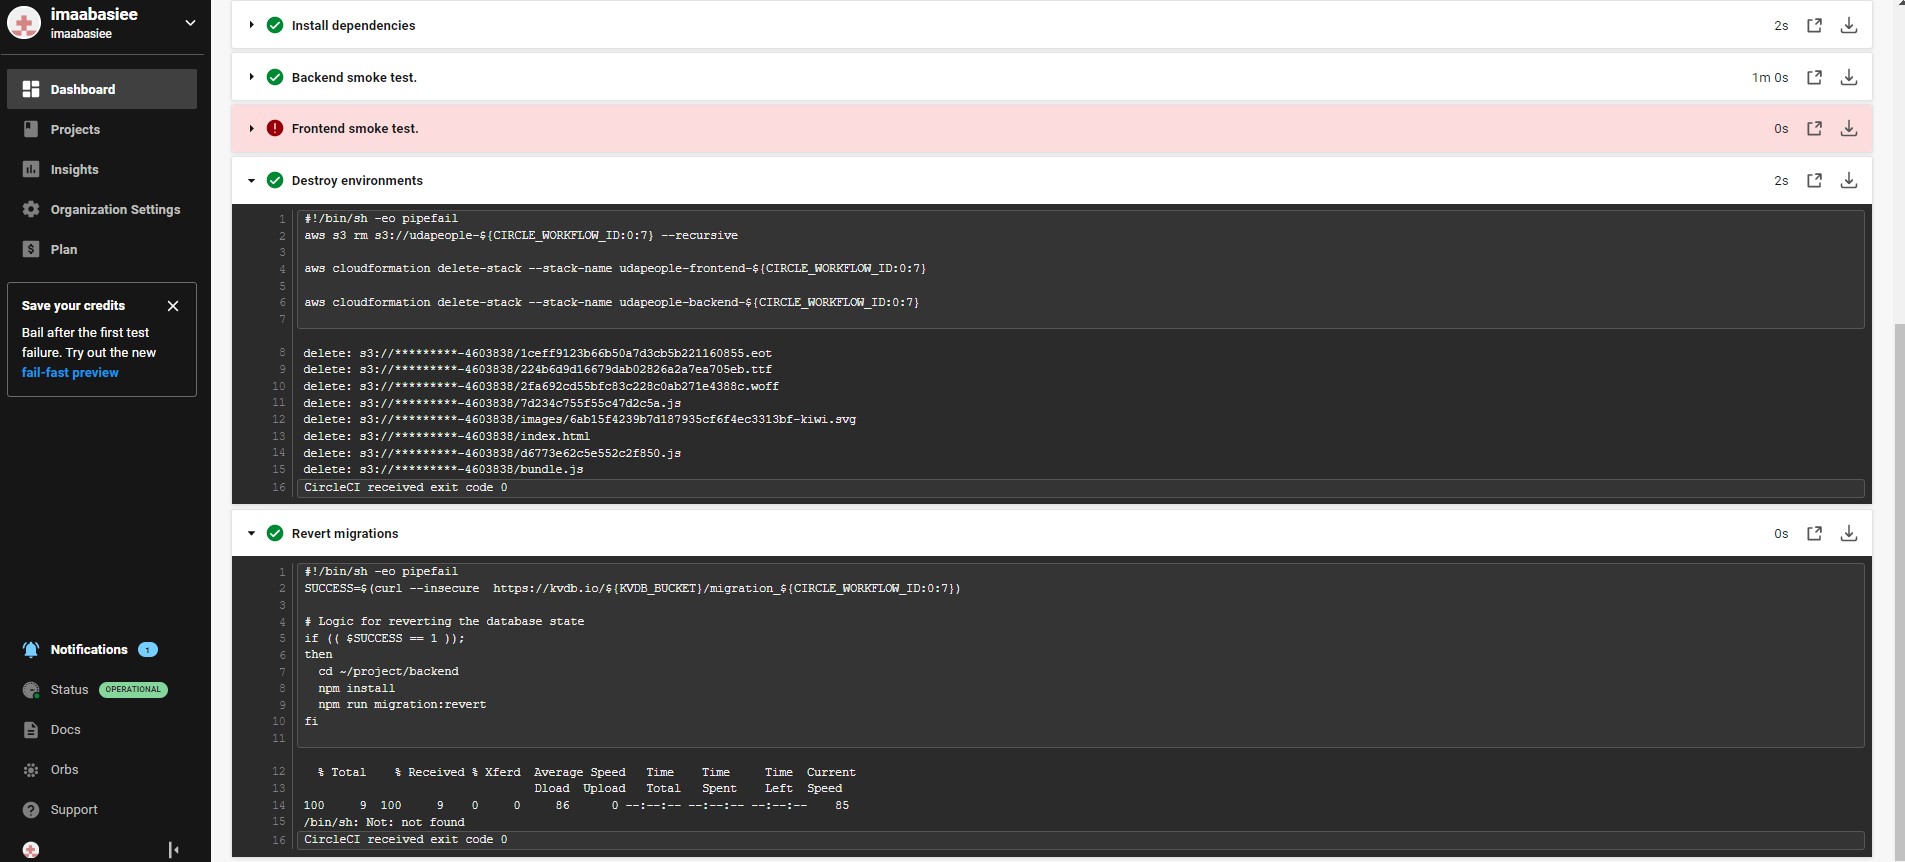 imaabasiee
imaabasiee
Dashboard
Projects
Insights
Organization Settings
Plan
Save your credits
Bail after the first test
failure. Try out the new
fail-fast preview
Notifications 1
Status OPERATIONAL
Docs
Orbs
Support
Install dependencies 2s
Backend smoke test. 1m 0s
Frontend smoke test. 0s
Destroy environments 2s
1 #!/bin/sh -eo pipefail
2 aws s3 rm s3://udapeople-${CIRCLE_WORKFLOW_ID:0:7} --recursive
3
4 aws cloudformation delete-stack --stack-name udapeople-frontend-${CIRCLE_WORKFLOW_ID:0:7}
5
6 aws cloudformation delete-stack --stack-name udapeople-backend-${CIRCLE_WORKFLOW_ID:0:7}
7
8 delete: s3://*********-4603838/1ceff9123b66b50a7d3cb5b221160855.eot
9 delete: s3://*********-4603838/224b6d9d16679dab02826a2a7ea705eb.ttf
10 delete: s3://*********-4603838/2fa692cd55bfc83c228c0ab271e4388c.woff
11 delete: s3://*********-4603838/7d234c755f55c47d2c5a.js
12 delete: s3://*********-4603838/images/6ab15f4239b7d187935cf6f4ec3313bf-kiwi.svg
13 delete: s3://*********-4603838/index.html
14 delete: s3://*********-4603838/d6773e62c5e552c2f850.js
15 delete: s3://*********-4603838/bundle.js
16 CircleCI received exit code 0
Revert migrations 0s
1 #!/bin/sh -eo pipefail
2 SUCCESS=$(curl --insecure  https://kvdb.io/${KVDB_BUCKET}/migration_${CIRCLE_WORKFLOW_ID:0:7})
3
4 # Logic for reverting the database state
5 if (( $SUCCESS == 1 ));
6 then
7   cd ~/project/backend
8   npm install
9   npm run migration:revert
10 fi
11
12   % Total    % Received % Xferd  Average Speed   Time    Time     Time  Current
13                                  Dload  Upload   Total   Spent    Left  Speed
14 100     9  100     9    0     0     86      0 --:--:-- --:--:-- --:--:--    85
15 /bin/sh: Not: not found
16 CircleCI received exit code 0